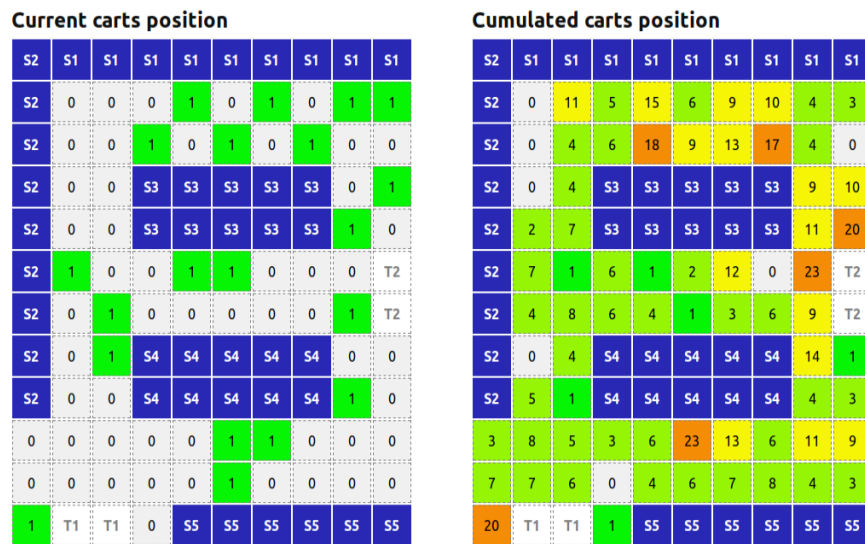 Current carts position Cumulated carts position
S2 S1 S1 S1 S1 S1 S1 S1 S1 S1 S2 S1 S1 S1 S1 S1 S1 S1 S1 S1
S2 0 0 0 1 0 1 0 1 1 S2 0 11 5 15 6 9 10 4 3
S2 0 0 1 0 1 0 1 0 0 S2 0 4 6 18 9 13 17 4 0
S2 0 0 S3 S3 S3 S3 S3 0 1 S2 0 4 S3 S3 S3 S3 S3 9 10
S2 0 0 S3 S3 S3 S3 S3 1 0 S2 2 7 S3 S3 S3 S3 S3 11 20
S2 1 0 0 1 1 0 0 0 T2 S2 7 1 6 1 2 12 0 23 T2
S2 0 1 0 0 0 0 0 1 T2 S2 4 8 6 4 1 3 6 9 T2
S2 0 1 S4 S4 S4 S4 S4 0 0 S2 0 4 S4 S4 S4 S4 S4 14 1
S2 0 0 S4 S4 S4 S4 S4 1 0 S2 5 1 S4 S4 S4 S4 S4 4 3
0 0 0 0 0 1 1 0 0 0 3 8 5 3 6 23 13 6 11 9
0 0 0 0 0 1 0 0 0 0 7 7 6 0 4 6 7 8 4 3
1 T1 T1 0 S5 S5 S5 S5 S5 S5 20 T1 T1 1 S5 S5 S5 S5 S5 S5